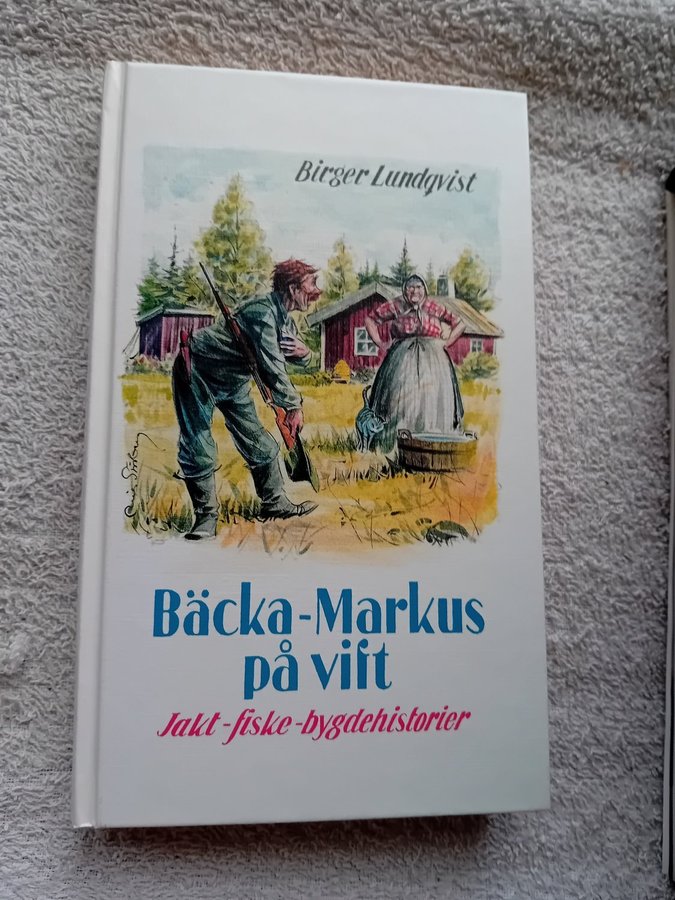 Birger Lundqvist
Bäcka-Markus
på vift
Jakt-fiske-bygdehistorier